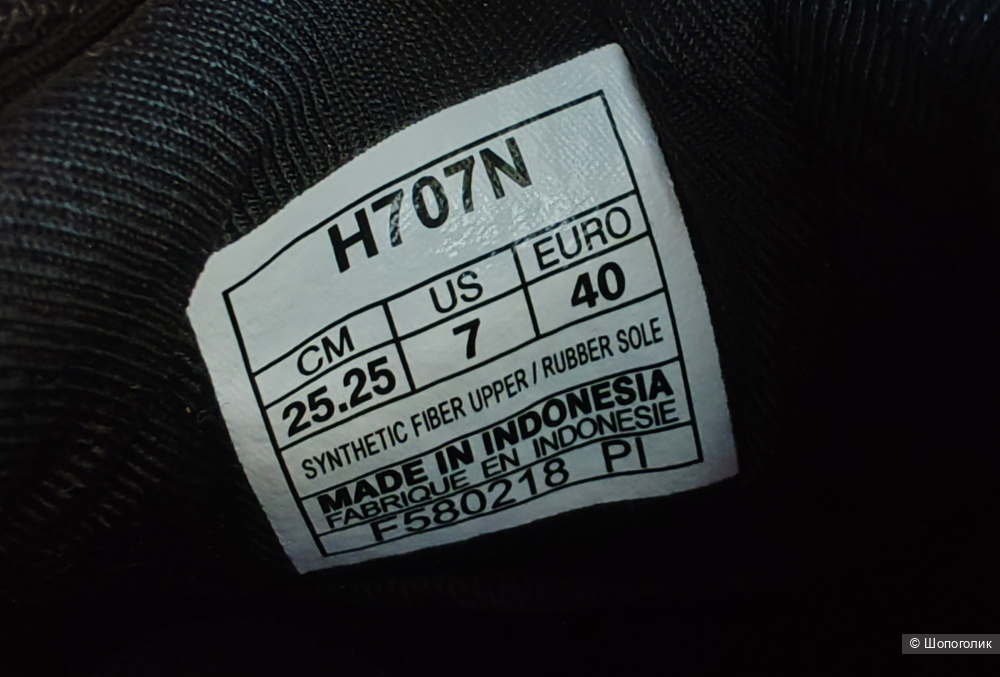 H707N
CM US EURO
25.25 7 40
SYNTHETIC FIBER UPPER / RUBBER SOLE
MADE IN INDONESIA
FABRIQUE EN INDONESIE
F580218 PI
© Шопоголик